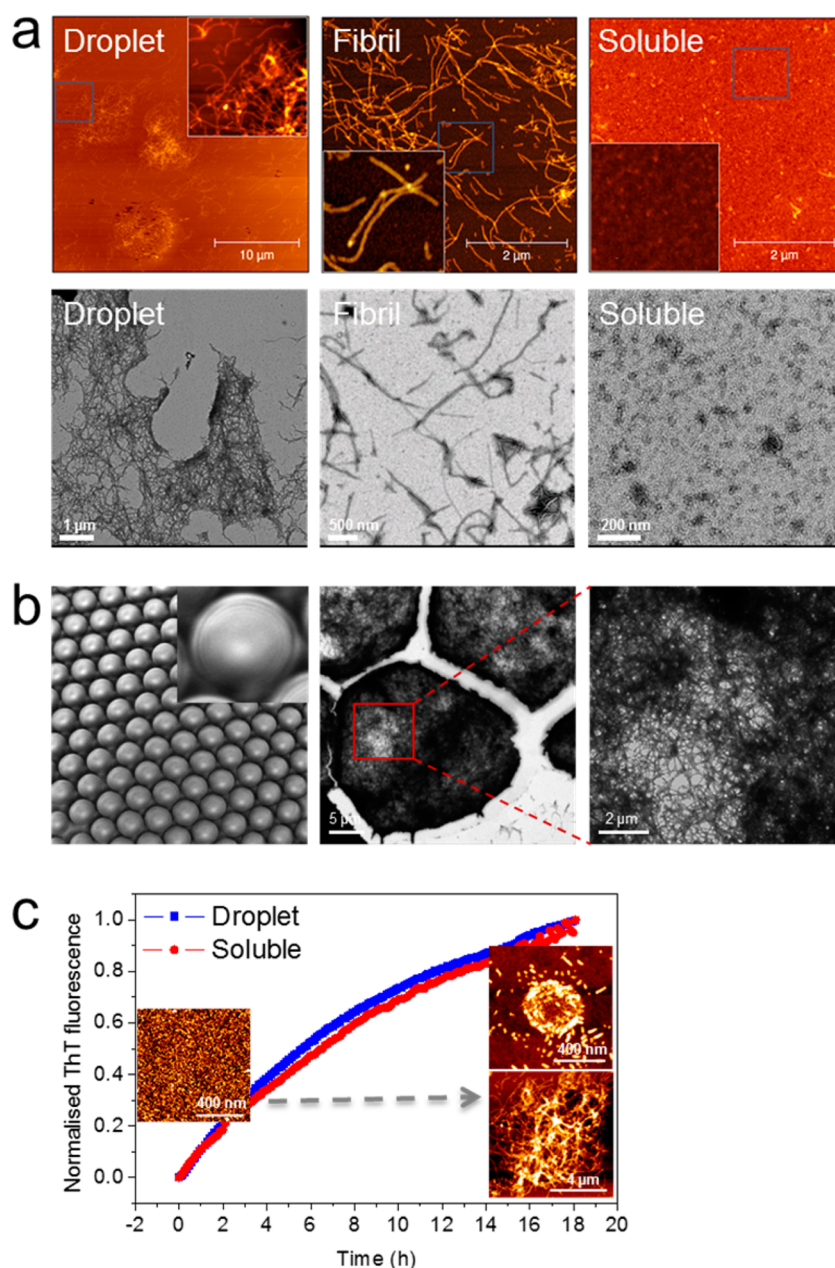 a
Droplet
Fibril
Soluble
10 µm
2 µm
2 µm
Droplet
Fibril
Soluble
1 µm
500 nm
200 nm
b
5 µm
2 µm
c
Normalised ThT fluorescence
1.0
0.8
0.6
0.4
0.2
0.0
Droplet
Soluble
400 nm
400 nm
4 µm
-2 0 2 4 6 8 10 12 14 16 18 20
Time (h)